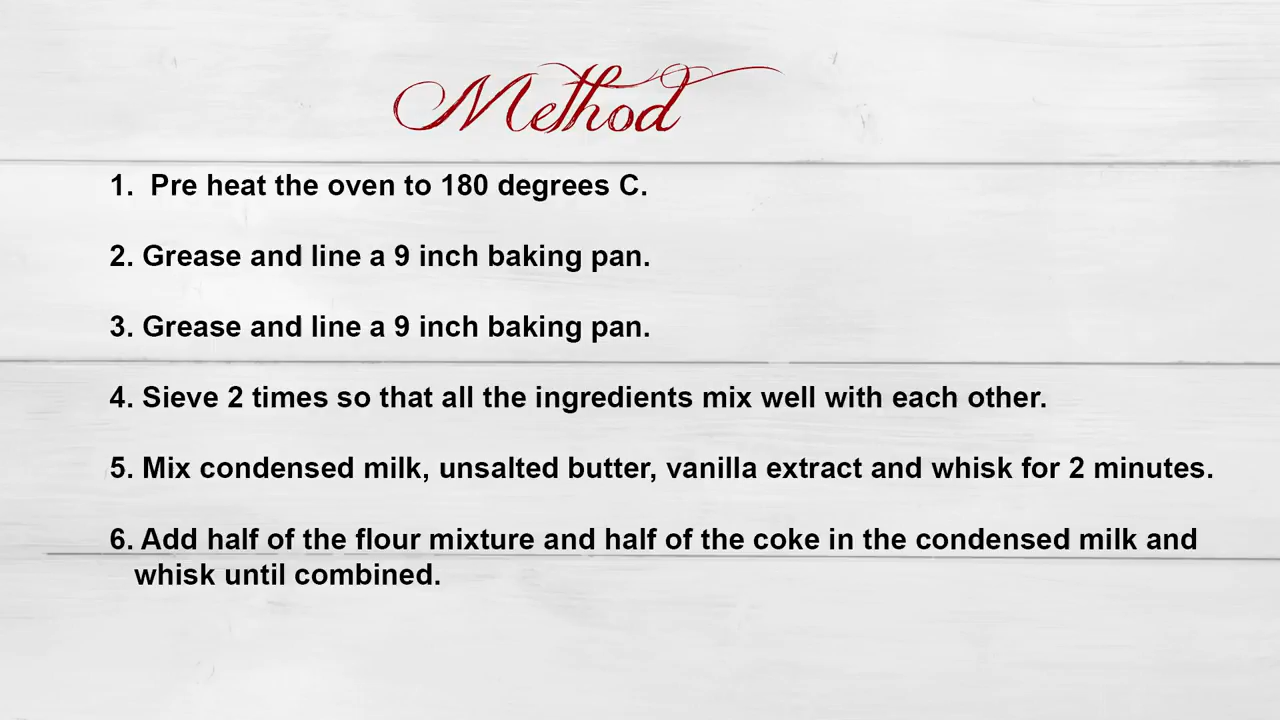 Method
1. Pre heat the oven to 180 degrees C.
2. Grease and line a 9 inch baking pan.
3. Grease and line a 9 inch baking pan.
4. Sieve 2 times so that all the ingredients mix well with each other.
5. Mix condensed milk, unsalted butter, vanilla extract and whisk for 2 minutes.
6. Add half of the flour mixture and half of the coke in the condensed milk and
whisk until combined.